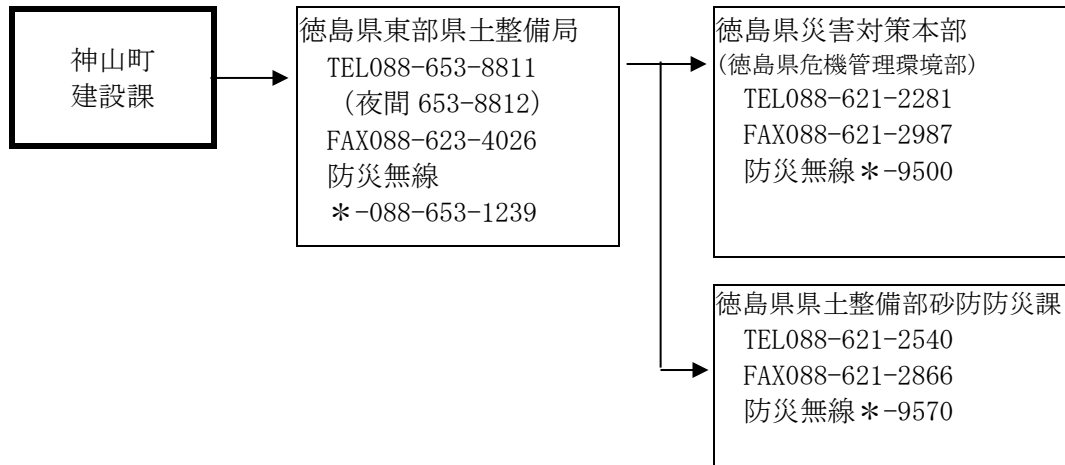 神山町
建設課
徳島県東部県土整備局
TEL088-653-8811
（夜間 653-8812）
FAX088-623-4026
防災無線
＊-088-653-1239
徳島県災害対策本部
(徳島県危機管理環境部)
TEL088-621-2281
FAX088-621-2987
防災無線＊-9500
徳島県県土整備部砂防防災課
TEL088-621-2540
FAX088-621-2866
防災無線＊-9570